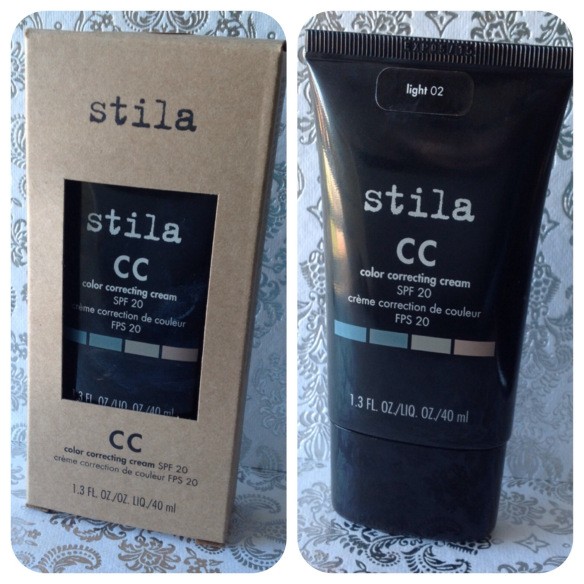 stila
stila
CC
color correcting cream
SPF 20
crème correction de couleur
FPS 20
1.3 FL. OZ./LIQ. OZ./40 ml
CC
color correcting cream SPF 20
crème correction de couleur FPS 20
1.3 FL. OZ./OZ. LIQ./40 ml
light 02
stila
CC
color correcting cream
SPF 20
crème correction de couleur
FPS 20
1.3 FL. OZ./LIQ. OZ./40 ml